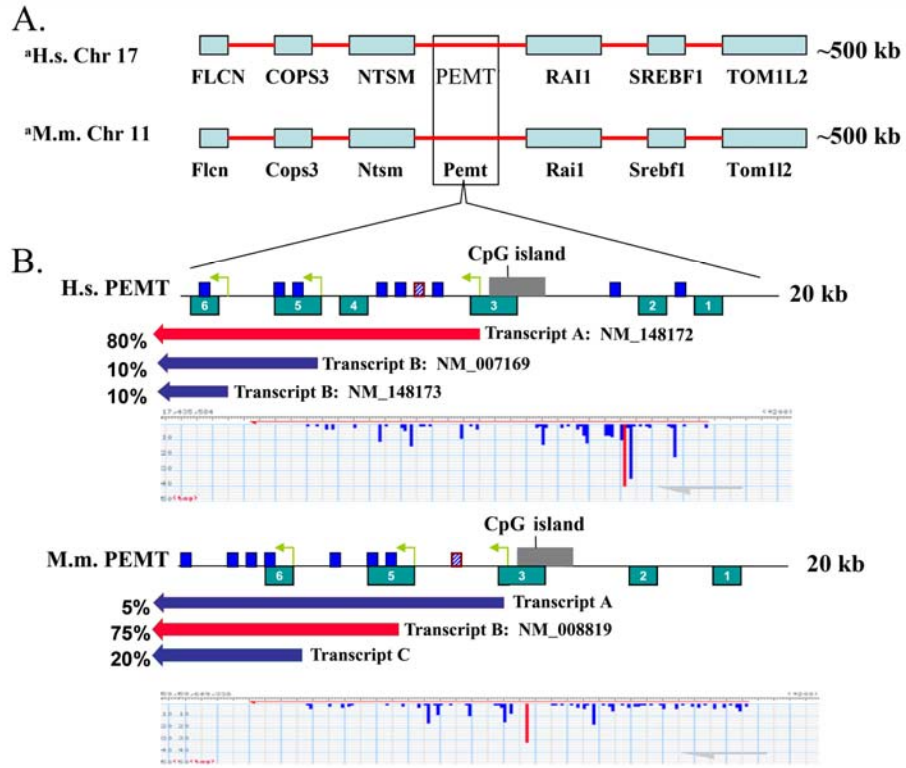 A.
ᵃH.s. Chr 17
FLCN COPS3 NTSM PEMT RAI1 SREBF1 TOM1L2
~500 kb
ᵃM.m. Chr 11
Flcn Cops3 Ntsm Pemt Rai1 Srebf1 Tom1l2
~500 kb
B.
CpG island
H.s. PEMT
6 5 4 3 2 1
20 kb
80% Transcript A: NM_148172
10% Transcript B: NM_007169
10% Transcript B: NM_148173
CpG island
M.m. PEMT
6 5 3 2 1
20 kb
5% Transcript A
75% Transcript B: NM_008819
20% Transcript C